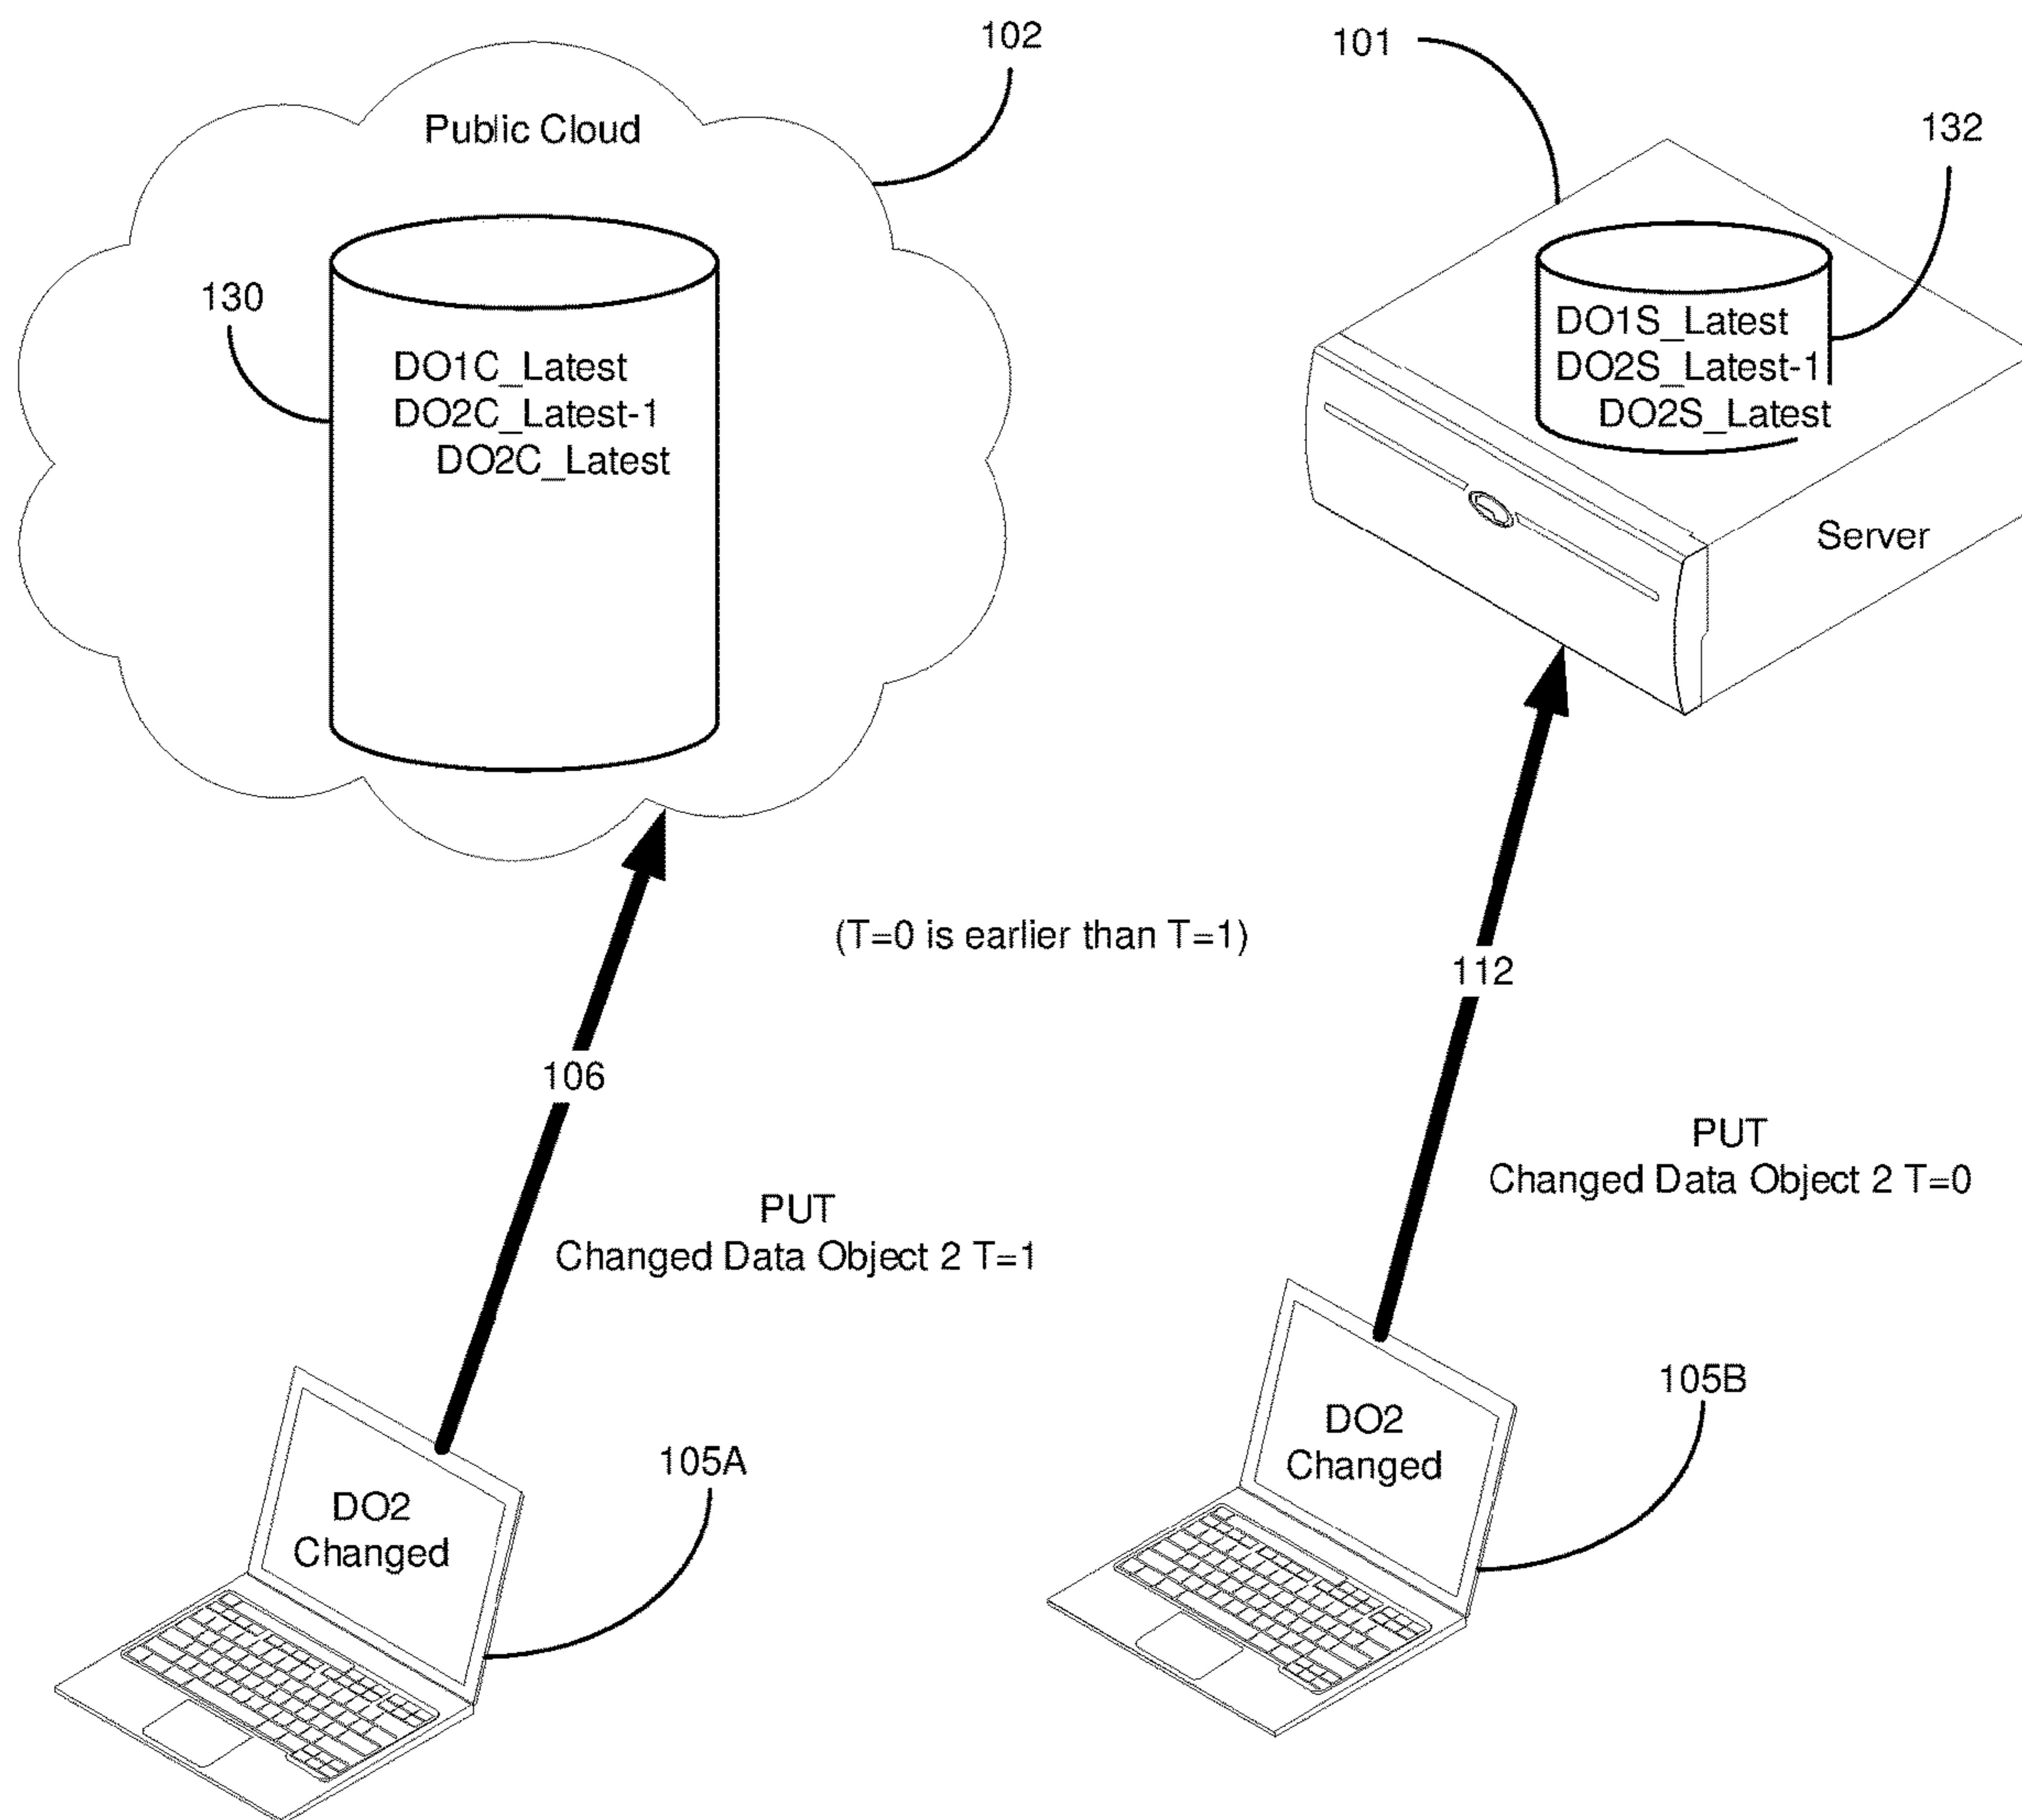 102
101
Public Cloud
132
130
DO1C_Latest
DO2C_Latest-1
DO2C_Latest
DO1S_Latest
DO2S_Latest-1
DO2S_Latest
Server
(T=0 is earlier than T=1)
112
106
PUT
Changed Data Object 2 T=0
PUT
Changed Data Object 2 T=1
105B
DO2
Changed
105A
DO2
Changed